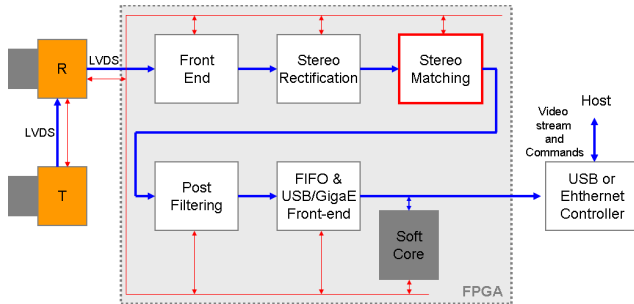 R
LVDS
Front
End
Stereo
Rectification
Stereo
Matching
LVDS
T
Post
Filtering
FIFO &
USB/GigaE
Front-end
Soft
Core
FPGA
Host
Video
stream
and
Commands
USB or
Ehthernet
Controller